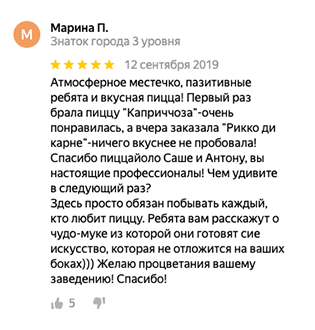 М
Марина П.
Знаток города 3 уровня
12 сентября 2019
Атмосферное местечко, пазитивные
ребята и вкусная пицца! Первый раз
брала пиццу "Каприччоза"-очень
понравилась, а вчера заказала "Рикко ди
карне"-ничего вкуснее не пробовала!
Спасибо пиццайоло Саше и Антону, вы
настоящие профессионалы! Чем удивите
в следующий раз?
Здесь просто обязан побывать каждый,
кто любит пиццу. Ребята вам расскажут о
чудо-муке из которой они готовят сие
искусство, которая не отложится на ваших
боках))) Желаю процветания вашему
заведению! Спасибо!
5